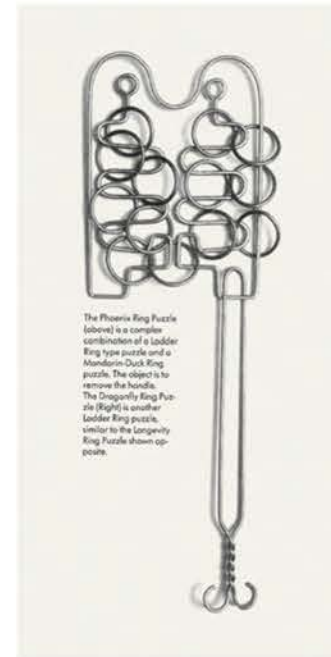 The Phoenix Ring Puzzle
(above) is a complex
combination of a Ladder
Ring type puzzle and a
Mandarin-Duck Ring
puzzle. The object is to
remove the handle.
The Dragonfly Ring Puz-
zle (Right) is another
Ladder Ring puzzle,
similar to the Longevity
Ring Puzzle shown op-
posite.